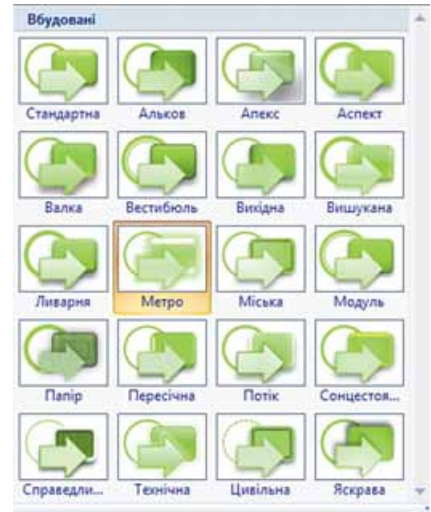 Вбудовані
Стандартна Альков Апекс Аспект
Валка Вестибюль Вихідна Вишукана
Ливарня Метро Міська Модуль
Папір Пересічна Потік Сонцестоя...
Справедли... Технічна Цивільна Яскрава